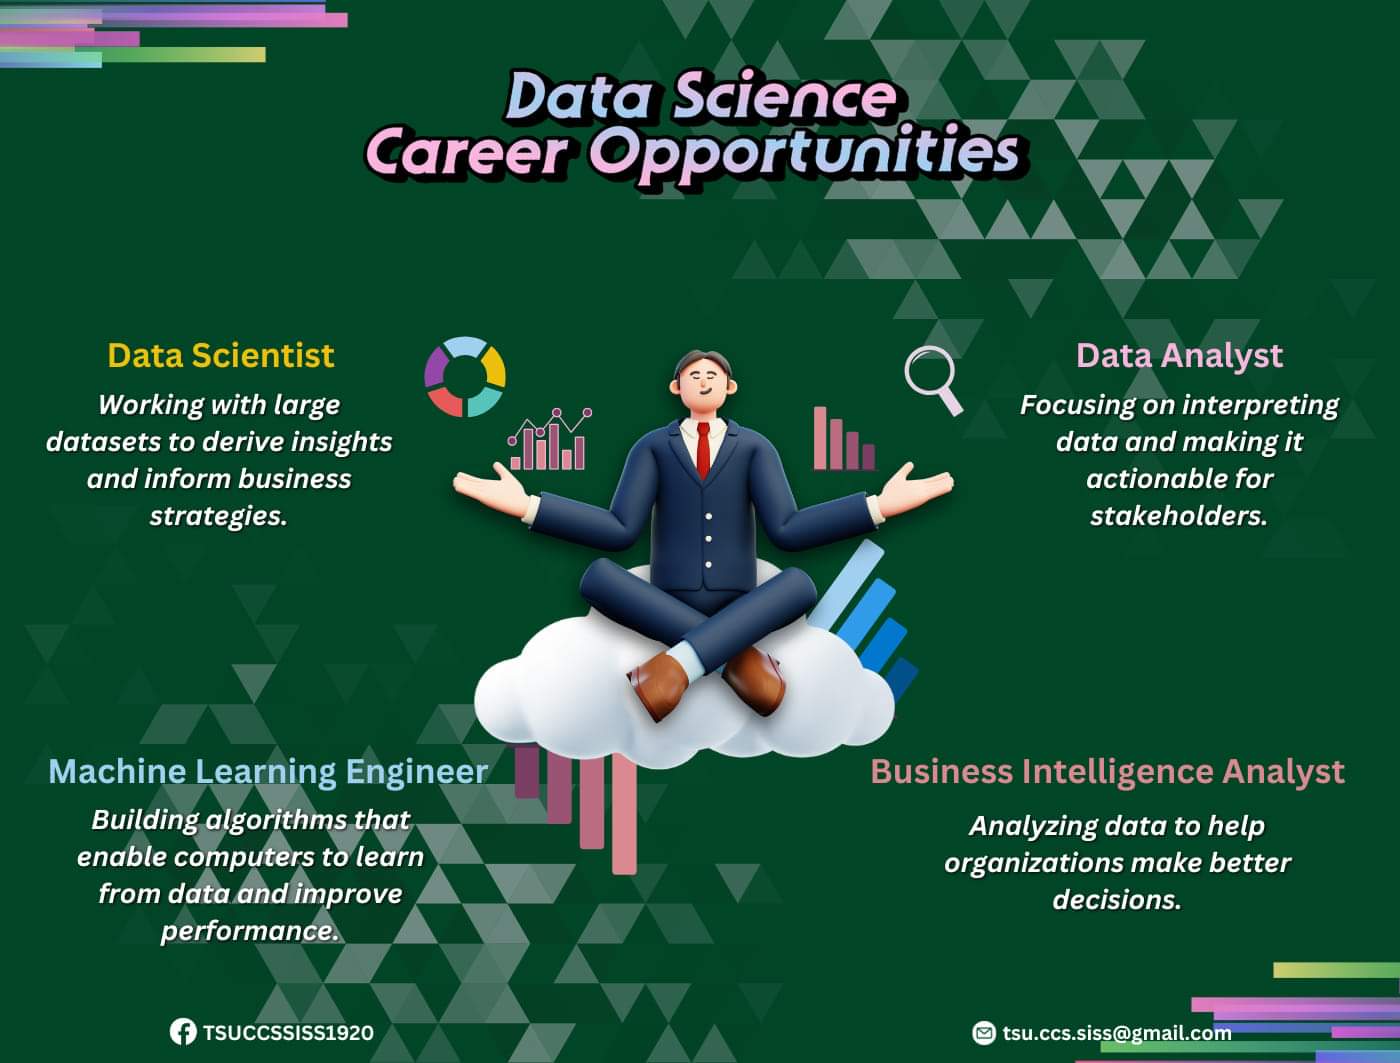 Data Science
Career Opportunities
Data Scientist
Working with large
datasets to derive insights
and inform business
strategies.
Data Analyst
Focusing on interpreting
data and making it
actionable for
stakeholders.
Machine Learning Engineer
Building algorithms that
enable computers to learn
from data and improve
performance.
Business Intelligence Analyst
Analyzing data to help
organizations make better
decisions.
TSUCCSSISS1920
tsu.ccs.siss@gmail.com